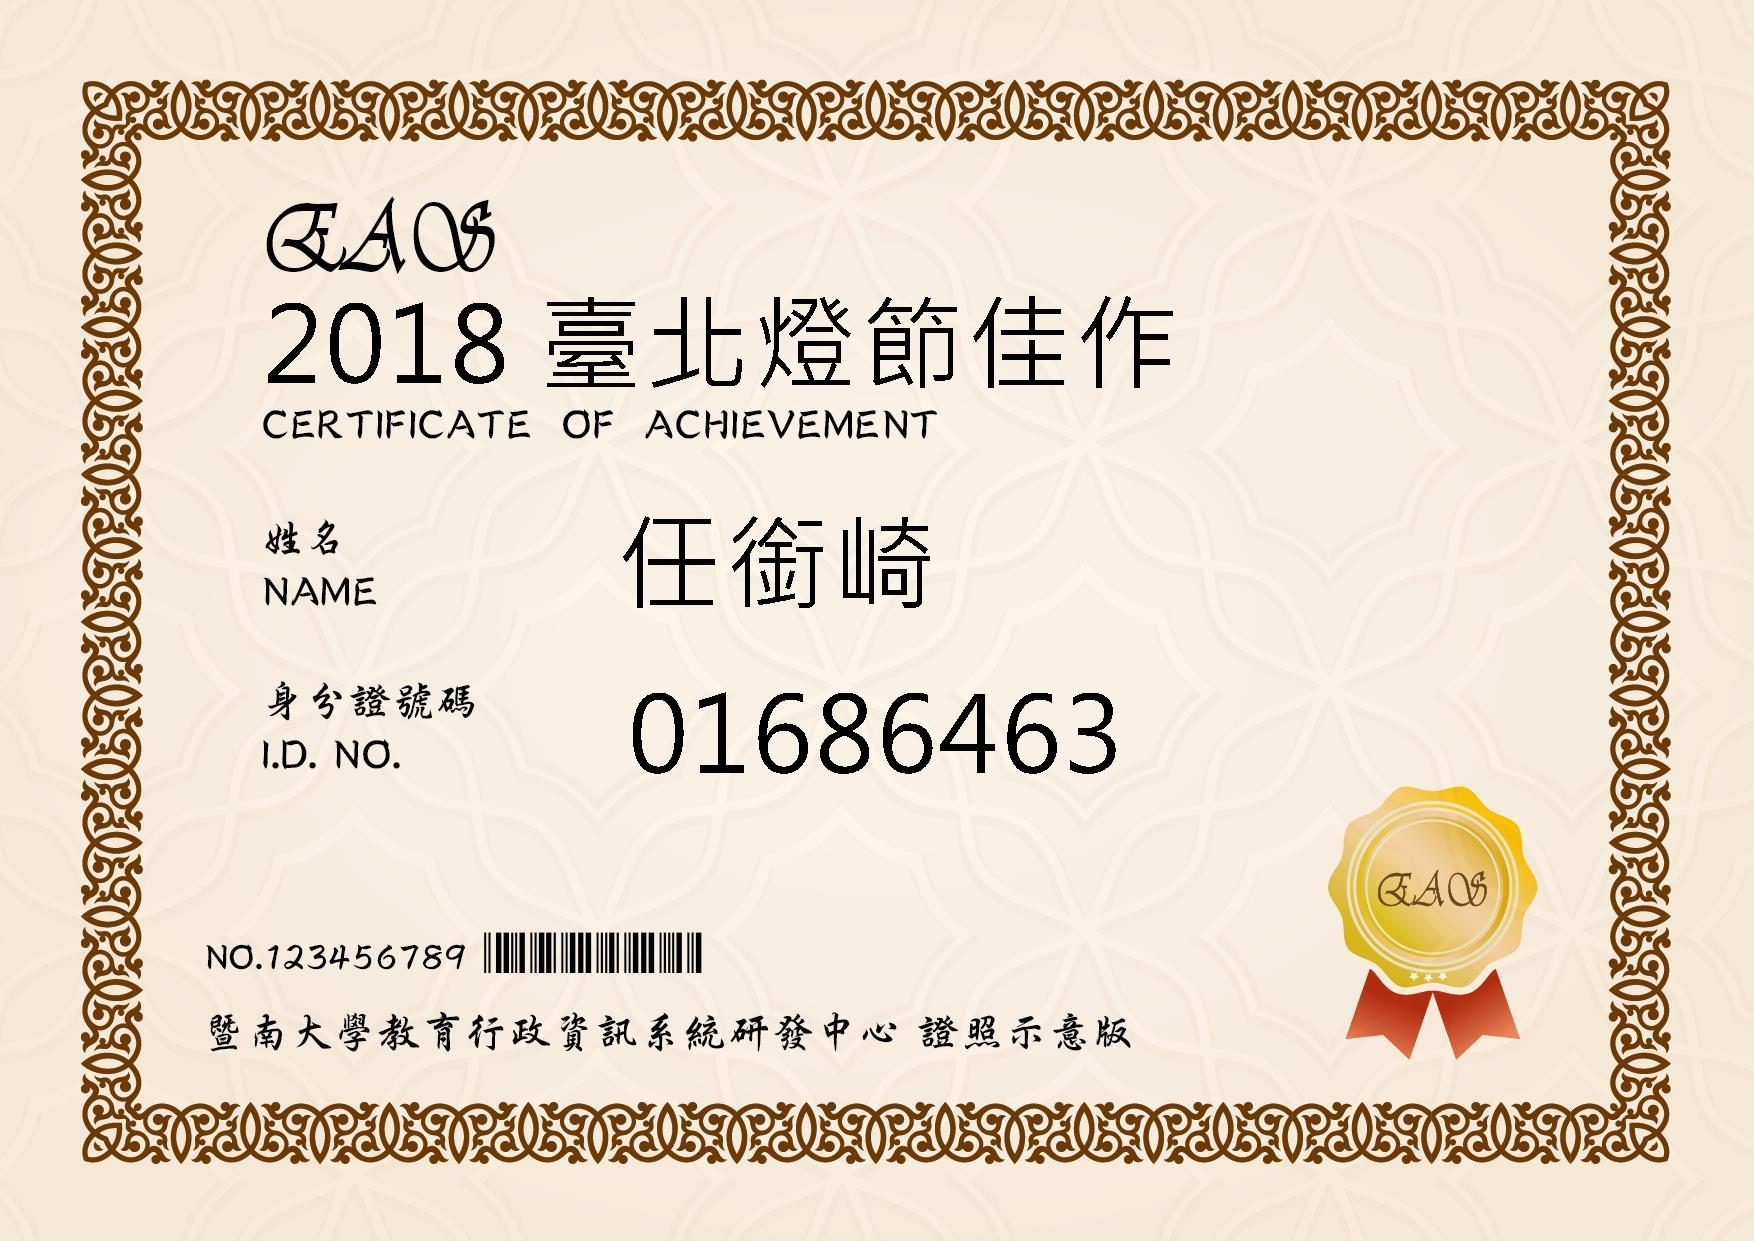 EAS
2018 臺北燈節佳作
CERTIFICATE OF ACHIEVEMENT
姓名
NAME
任銜崎
身分證號碼
I.D. NO.
01686463
EAS
NO.123456789
暨南大學教育行政資訊系統研發中心 證照示意版